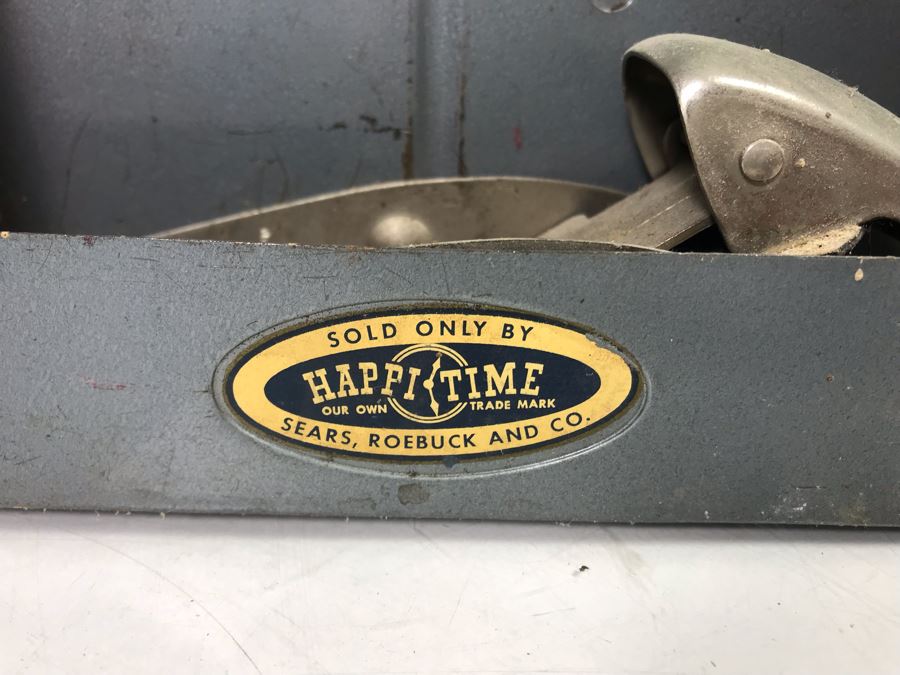 SOLD ONLY BY
HAPPI TIME
OUR OWN TRADE MARK
SEARS, ROEBUCK AND CO.